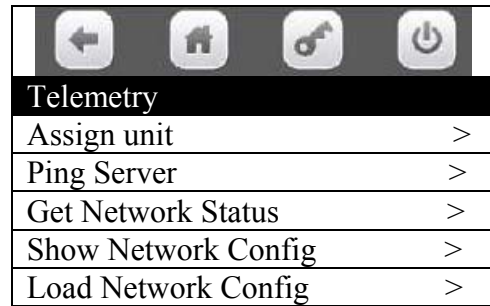 Telemetry
Assign unit >
Ping Server >
Get Network Status >
Show Network Config >
Load Network Config >